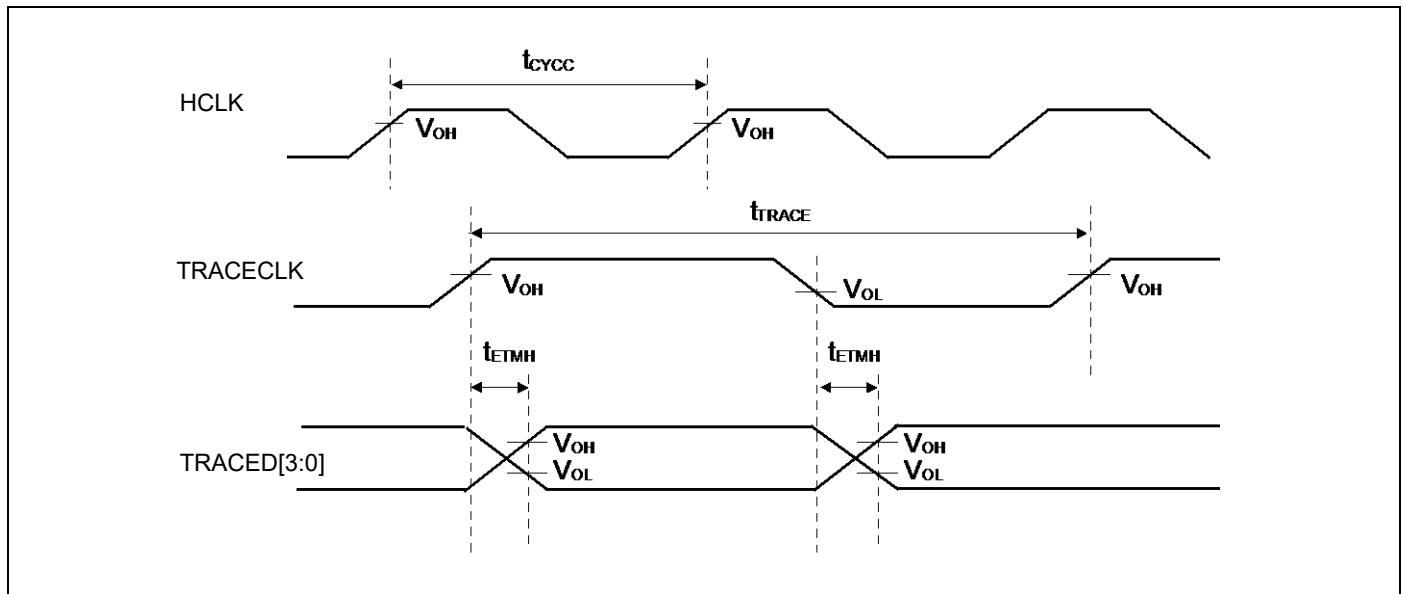 tCYCC
HCLK
VOH VOH
tTRACE
TRACECLK
VOH VOL VOH
tETMH tETMH
TRACED[3:0]
VOH VOH
VOL VOL